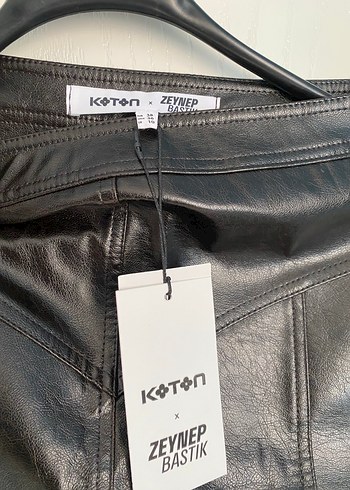 KOTON x ZEYNEP
BASTIK
KOTON
x
ZEYNEP
BASTIK